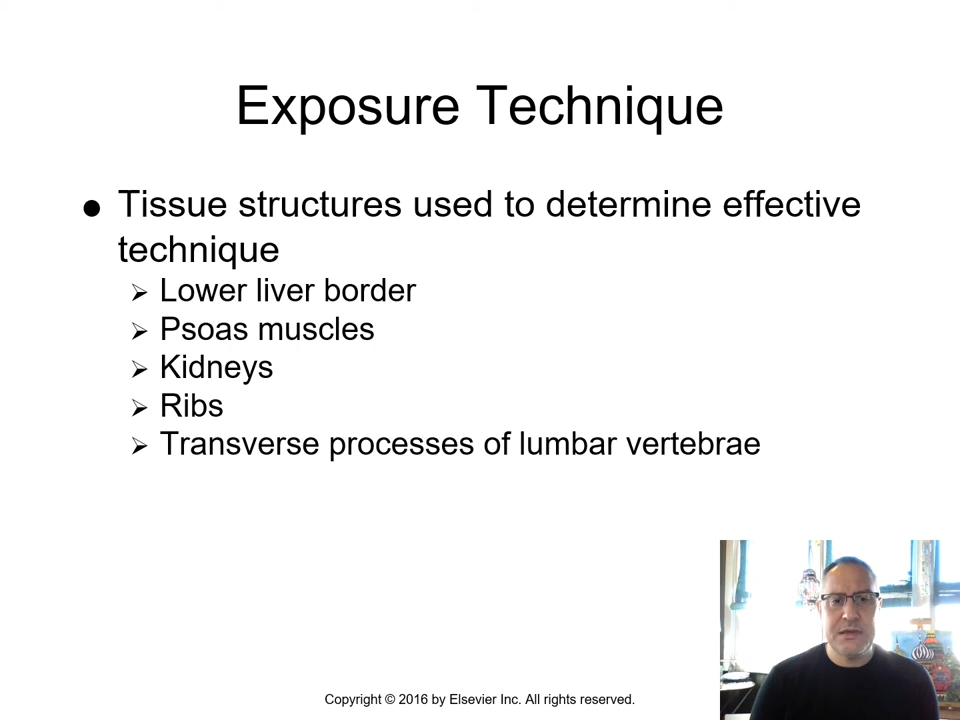 Exposure Technique
● Tissue structures used to determine effective
technique
➢ Lower liver border
➢ Psoas muscles
➢ Kidneys
➢ Ribs
➢ Transverse processes of lumbar vertebrae
Copyright © 2016 by Elsevier Inc. All rights reserved.